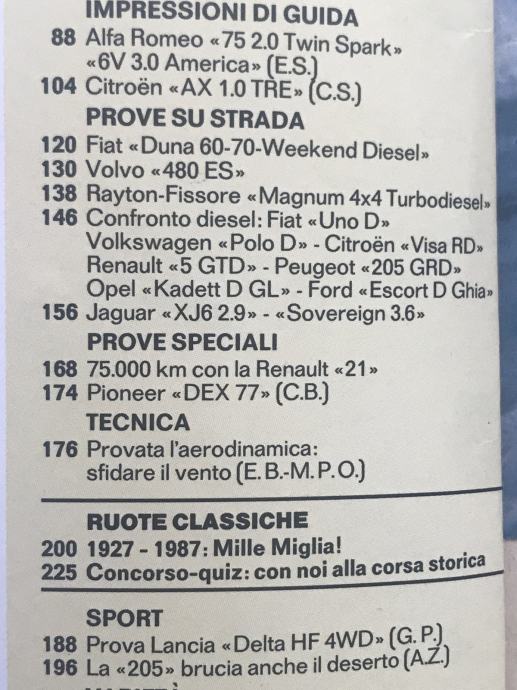 IMPRESSIONI DI GUIDA
88 Alfa Romeo «75 2.0 Twin Spark»
«6V 3.0 America» (E.S.)
104 Citroën «AX 1.0 TRE» (C.S.)
PROVE SU STRADA
120 Fiat «Duna 60-70-Weekend Diesel»
130 Volvo «480 ES»
138 Rayton-Fissore «Magnum 4x4 Turbodiesel»
146 Confronto diesel: Fiat «Uno D»
Volkswagen «Polo D» - Citroën «Visa RD»
Renault «5 GTD» - Peugeot «205 GRD»
Opel «Kadett D GL» - Ford «Escort D Ghia»
156 Jaguar «XJ6 2.9» - «Sovereign 3.6»
PROVE SPECIALI
168 75.000 km con la Renault «21»
174 Pioneer «DEX 77» (C.B.)
TECNICA
176 Provata l'aerodinamica:
sfidare il vento (E.B.-M.P.O.)
RUOTE CLASSICHE
200 1927 - 1987: Mille Miglia!
225 Concorso-quiz: con noi alla corsa storica
SPORT
188 Prova Lancia «Delta HF 4WD» (G.P.)
196 La «205» brucia anche il deserto (A.Z.)